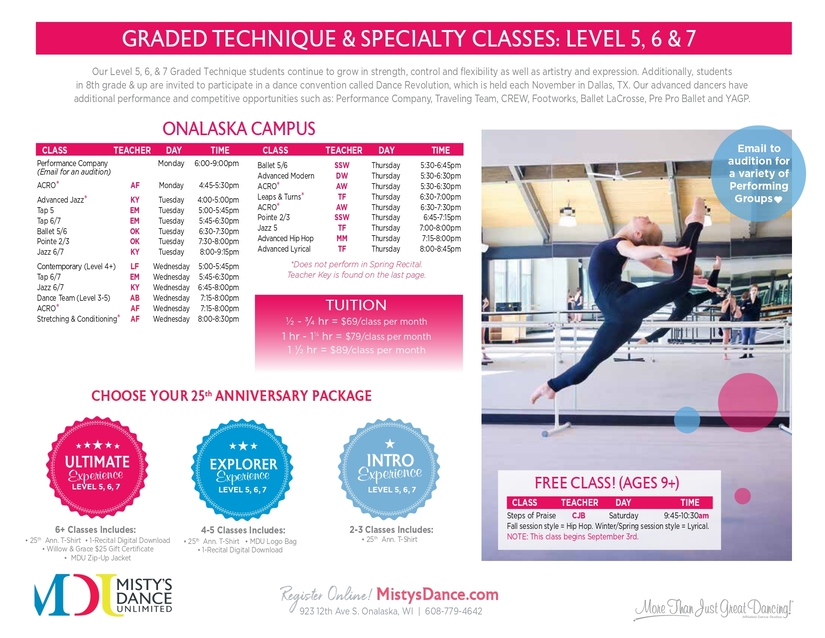 GRADED TECHNIQUE & SPECIALTY CLASSES: LEVEL 5, 6 & 7
Our Level 5, 6, & 7 Graded Technique students continue to grow in strength, control and flexibility as well as artistry and expression. Additionally, students
in 8th grade & up are invited to participate in a dance convention called Dance Revolution, which is held each November in Dallas, TX. Our advanced dancers have
additional performance and competitive opportunities such as: Performance Company, Traveling Team, CREW, Footworks, Ballet LaCrosse, Pre Pro Ballet and YAGP.
ONALASKA CAMPUS
CLASS TEACHER DAY TIME
Performance Company Monday 6:00-9:00pm
(Email for an audition)
ACRO* AF Monday 4:45-5:30pm
Advanced Jazz* KY Tuesday 4:00-5:00pm
Tap 5 EM Tuesday 5:00-5:45pm
Tap 6/7 EM Tuesday 5:45-6:30pm
Ballet 5/6 OK Tuesday 6:30-7:30pm
Pointe 2/3 OK Tuesday 7:30-8:00pm
Jazz 6/7 KY Tuesday 8:00-9:15pm
Contemporary (Level 4+) LF Wednesday 5:00-5:45pm
Tap 6/7 EM Wednesday 5:45-6:30pm
Jazz 6/7 KY Wednesday 6:45-8:00pm
Dance Team (Level 3-5) AB Wednesday 7:15-8:00pm
ACRO* AF Wednesday 7:15-8:00pm
Stretching & Conditioning* AF Wednesday 8:00-8:30pm
CLASS TEACHER DAY TIME
Ballet 5/6 SSW Thursday 5:30-6:45pm
Advanced Modern DW Thursday 5:30-6:30pm
ACRO* AW Thursday 5:30-6:30pm
Leaps & Turns* TF Thursday 6:30-7:00pm
ACRO* AW Thursday 6:30-7:30pm
Pointe 2/3 SSW Thursday 6:45-7:15pm
Jazz 5 TF Thursday 7:00-8:00pm
Advanced Hip Hop MM Thursday 7:15-8:00pm
Advanced Lyrical TF Thursday 8:00-8:45pm
*Does not perform in Spring Recital.
Teacher Key is found on the last page.
TUITION
½ - ¾ hr = $69/class per month
1 hr - 1¼ hr = $79/class per month
1 ½ hr = $89/class per month
Email to
audition for
a variety of
Performing
Groups♥
CHOOSE YOUR 25th ANNIVERSARY PACKAGE
ULTIMATE
Experience
LEVEL 5, 6, 7
6+ Classes Includes:
• 25th Ann. T-Shirt • 1-Recital Digital Download
• Willow & Grace $25 Gift Certificate
• MDU Zip-Up Jacket
EXPLORER
Experience
LEVEL 5, 6, 7
4-5 Classes Includes:
• 25th Ann. T-Shirt • MDU Logo Bag
• 1-Recital Digital Download
INTRO
Experience
LEVEL 5, 6, 7
2-3 Classes Includes:
• 25th Ann. T-Shirt
FREE CLASS! (AGES 9+)
CLASS TEACHER DAY TIME
Steps of Praise CJB Saturday 9:45-10:30am
Fall session style = Hip Hop. Winter/Spring session style = Lyrical.
NOTE: This class begins September 3rd.
MDU MISTY'S
DANCE
UNLIMITED
Register Online! MistysDance.com
923 12th Ave S. Onalaska, WI | 608-779-4642
More Than Just Great Dancing!